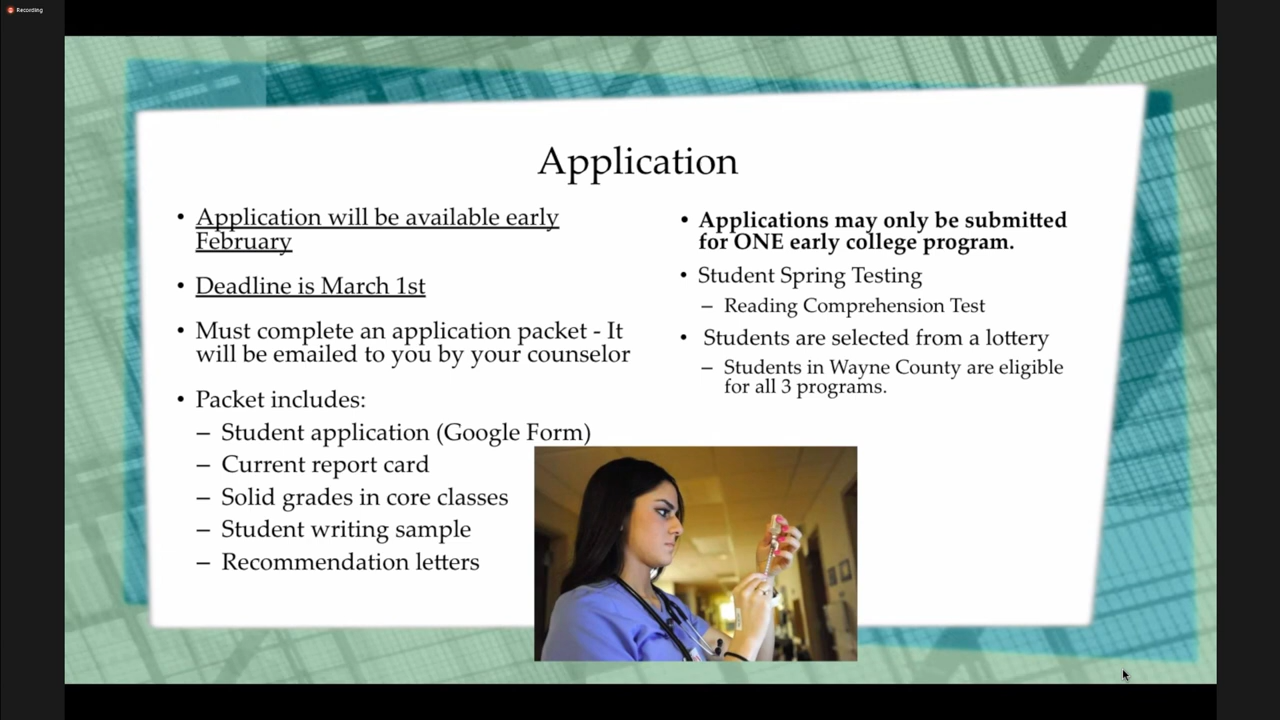 Recording
Application
• Application will be available early
February
• Deadline is March 1st
• Must complete an application packet - It
will be emailed to you by your counselor
• Packet includes:
– Student application (Google Form)
– Current report card
– Solid grades in core classes
– Student writing sample
– Recommendation letters
• Applications may only be submitted
for ONE early college program.
• Student Spring Testing
– Reading Comprehension Test
• Students are selected from a lottery
– Students in Wayne County are eligible
for all 3 programs.